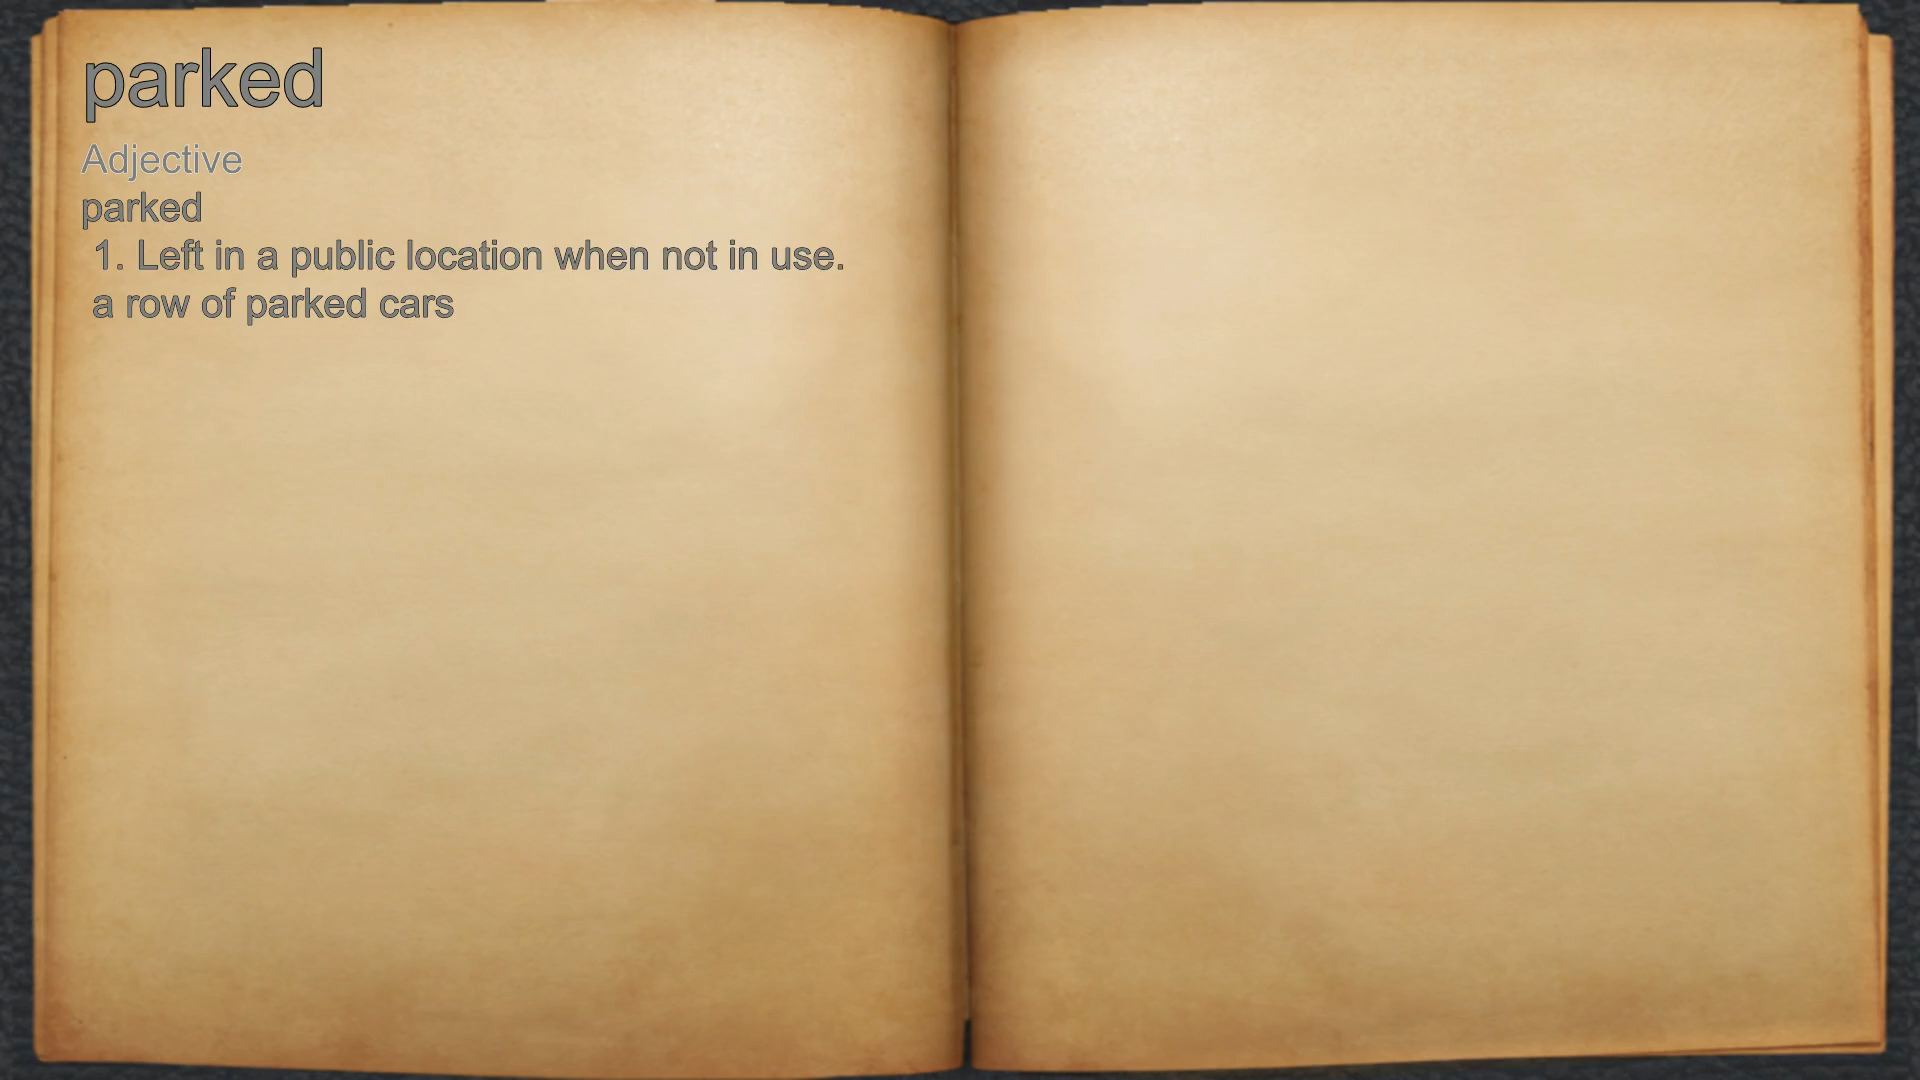 parked
Adjective
parked
1. Left in a public location when not in use.
a row of parked cars